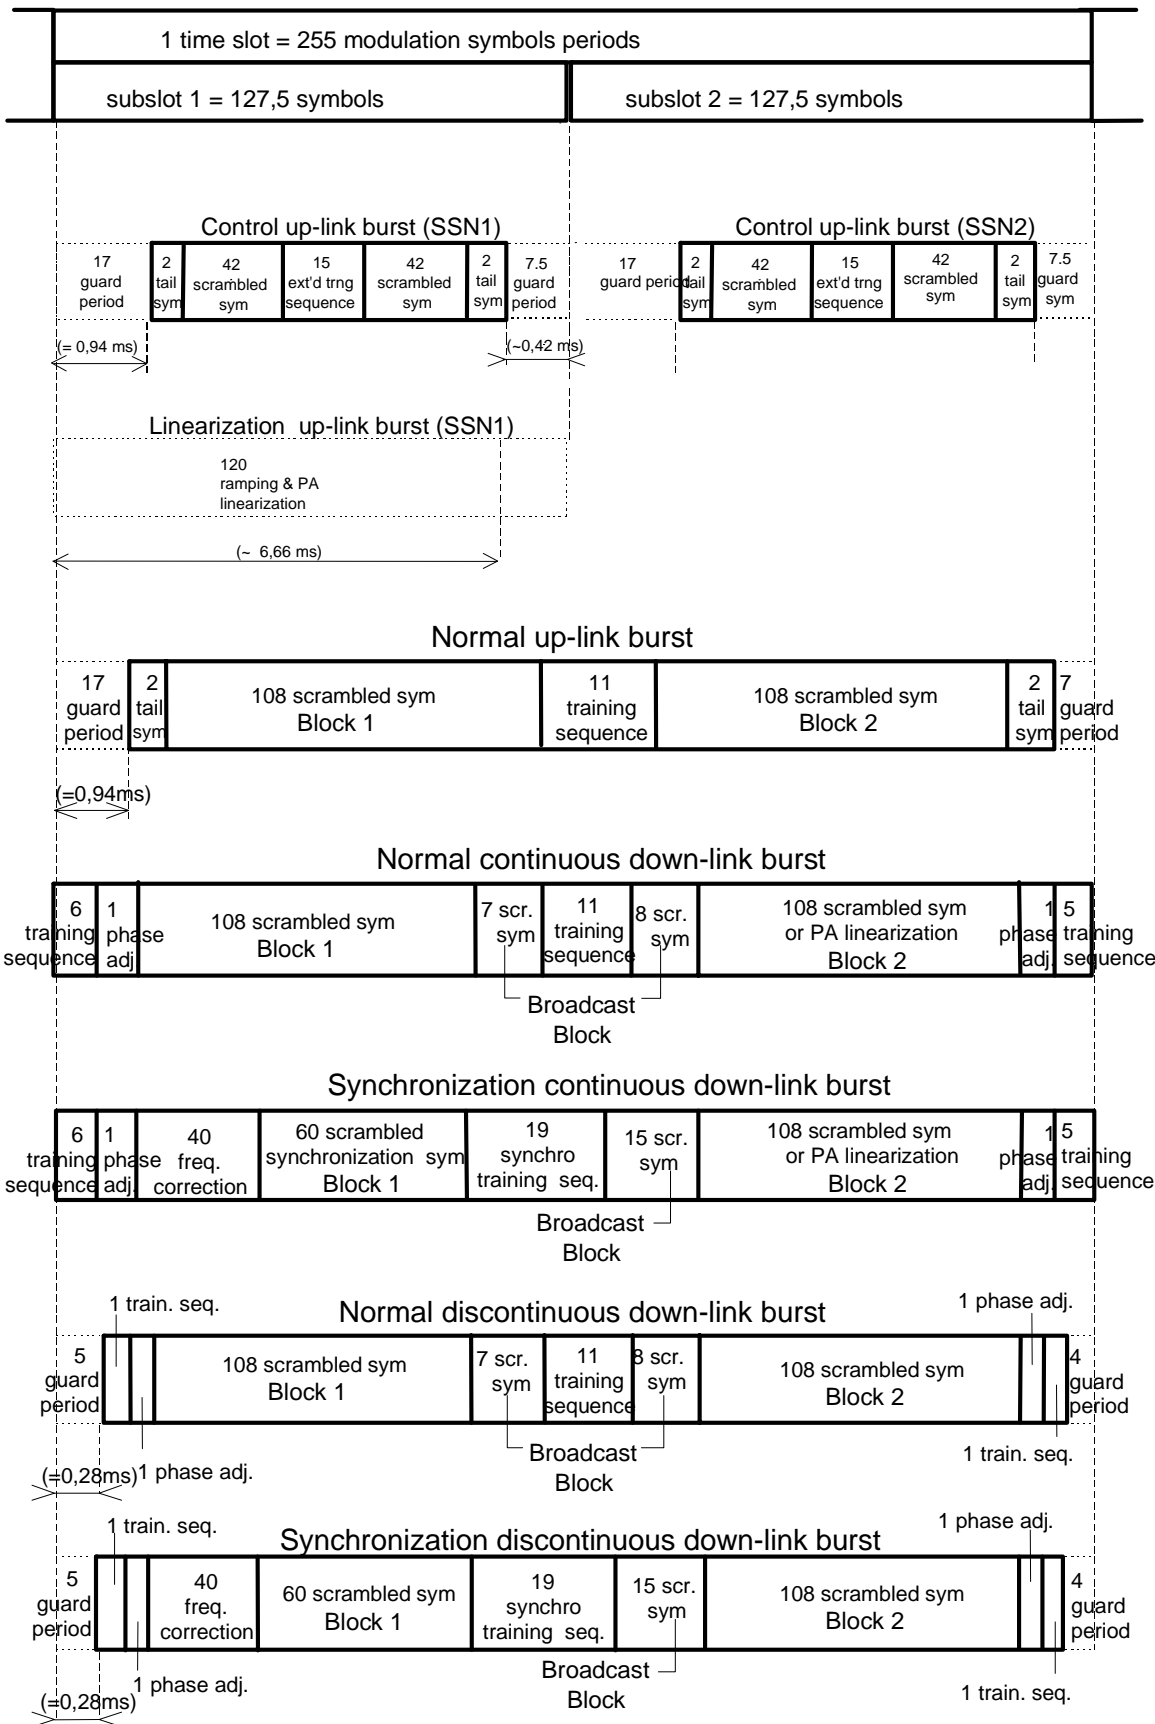 1 time slot = 255 modulation symbols periods
subslot 1 = 127,5 symbols
subslot 2 = 127,5 symbols
Control up-link burst (SSN1)
Control up-link burst (SSN2)
17
guard
period
2
tail
sym
42
scrambled
sym
15
ext'd trng
sequence
42
scrambled
sym
2
tail
sym
7.5
guard
period
17
guard period
2
tail
sym
42
scrambled
sym
15
ext'd trng
sequence
42
scrambled
sym
2
tail
sym
7.5
guard
sym
(= 0,94 ms)
(~0,42 ms)
Linearization up-link burst (SSN1)
120
ramping & PA
linearization
(~ 6,66 ms)
Normal up-link burst
17
guard
period
2
tail
sym
108 scrambled sym
Block 1
11
training
sequence
108 scrambled sym
Block 2
2
tail
sym
7
guard
period
(=0,94ms)
Normal continuous down-link burst
6
training
sequence
1
phase
adj.
108 scrambled sym
Block 1
7 scr.
sym
11
training
sequence
8 scr.
sym
108 scrambled sym
or PA linearization
Block 2
1
phase
adj.
5
training
sequence
Broadcast
Block
Synchronization continuous down-link burst
6
training
sequence
1
phase
adj.
40
freq.
correction
60 scrambled
synchronization sym
Block 1
19
synchro
training seq.
15 scr.
sym
108 scrambled sym
or PA linearization
Block 2
1
phase
adj.
5
training
sequence
Broadcast
Block
1 train. seq.
Normal discontinuous down-link burst
1 phase adj.
5
guard
period
108 scrambled sym
Block 1
7 scr.
sym
11
training
sequence
8 scr.
sym
108 scrambled sym
Block 2
4
guard
period
Broadcast
Block
1 train. seq.
(=0,28ms)
1 phase adj.
1 train. seq.
Synchronization discontinuous down-link burst
1 phase adj.
5
guard
period
40
freq.
correction
60 scrambled sym
Block 1
19
synchro
training seq.
15 scr.
sym
108 scrambled sym
Block 2
4
guard
period
Broadcast
Block
1 phase adj.
1 train. seq.
(=0,28ms)